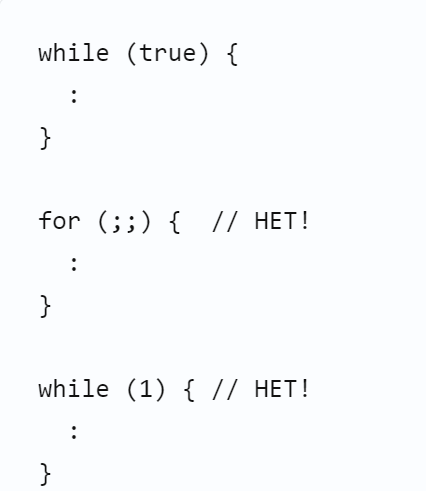 while (true) {
  :
}

for (;;) {  // НЕТ!
  :
}

while (1) { // НЕТ!
  :
}